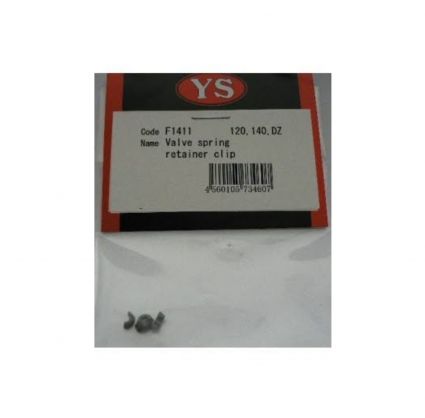 YS
Code F1411 120,140,DZ
Name Valve spring
retainer clip
4560105734607